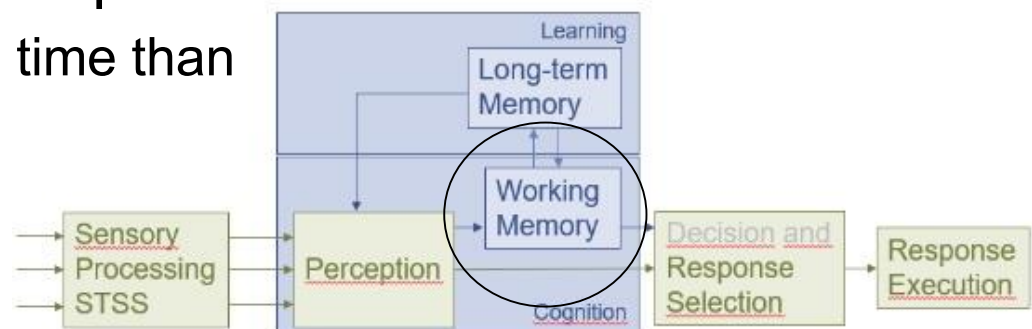 time than
Learning
Long-term
Memory
Working
Memory
Sensory
Processing
STSS
Perception
Decision and
Response
Selection
Response
Execution
Cognition